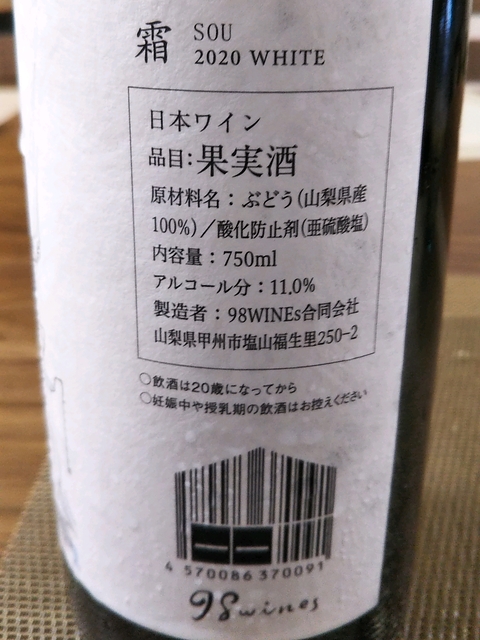 霜 SOU
2020 WHITE
日本ワイン
品目:果実酒
原材料名：ぶどう(山梨県産
100%)／酸化防止剤(亜硫酸塩)
内容量：750ml
アルコール分：11.0%
製造者：98WINEs合同会社
山梨県甲州市塩山福生里250-2
○飲酒は20歳になってから
○妊娠中や授乳期の飲酒はお控えください
4 570086 370091
98wines